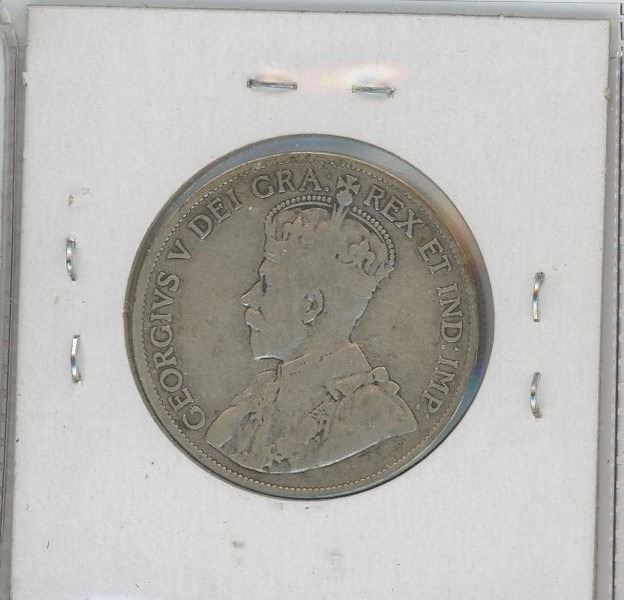 GEORGIVS V DEI GRA: REX ET IND: IMP: